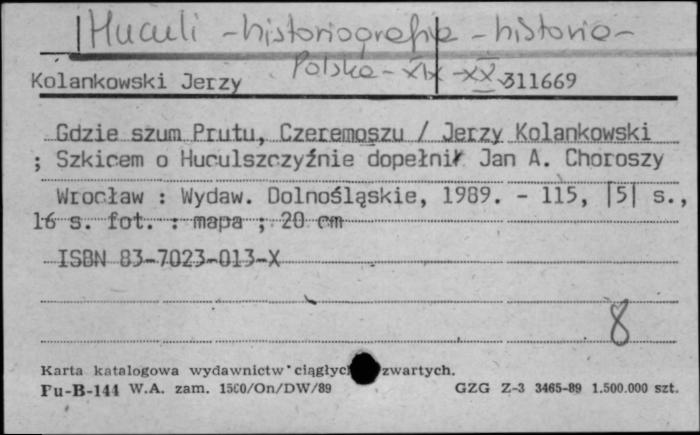 Huculi - historiografia - historia -
Polska - XIX - XX
Kolankowski Jerzy 311669
Gdzie szum Prutu, Czeremoszu / Jerzy Kolankowski
; Szkicem o Huculszczyźnie dopełnił Jan A. Choroszy
Wrocław : Wydaw. Dolnośląskie, 1989. - 115, |5| s.,
16 s. fot. : mapa ; 20 cm
ISBN 83-7023-013-X
8
Karta katalogowa wydawnictw ciągłych zwartych.
Pu-B-144 W.A. zam. 1500/On/DW/89 GZG Z-3 3465-89 1.500.000 szt.